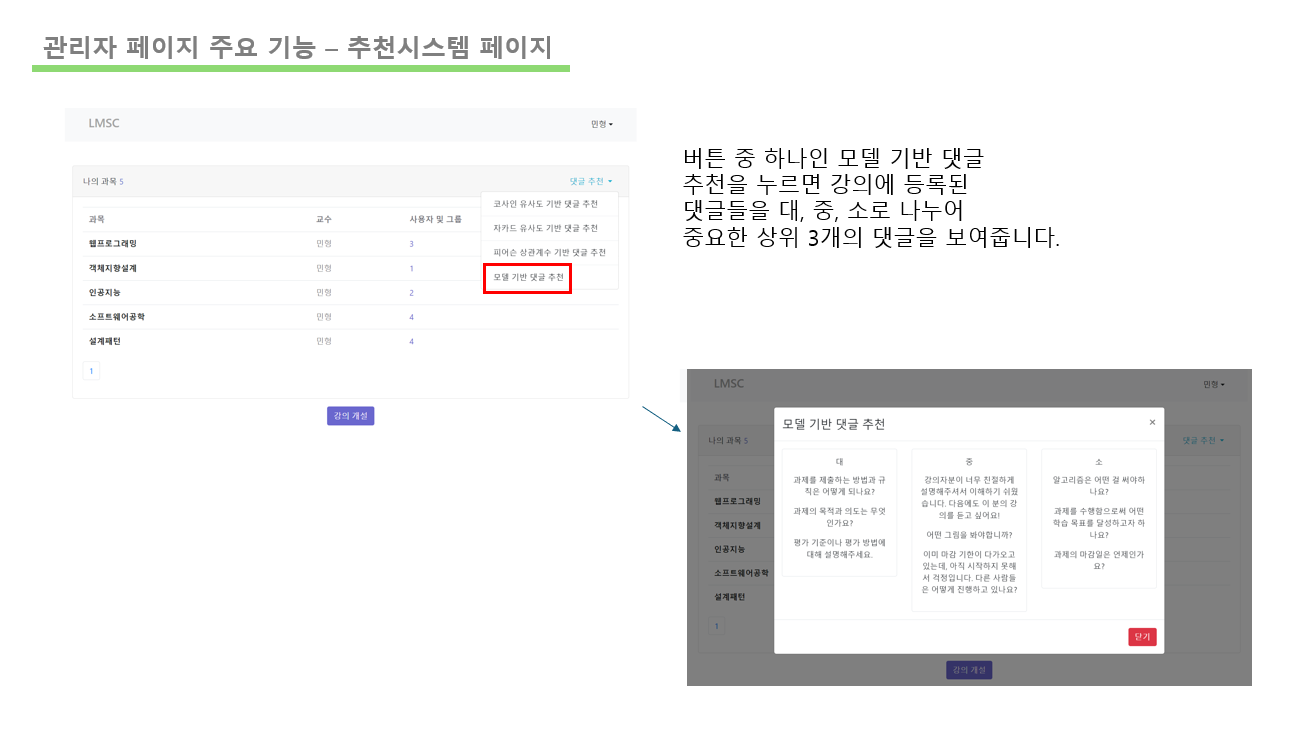 관리자 페이지 주요 기능 – 추천시스템 페이지
LMSC
민형
나의 과목 5
댓글 추천
코사인 유사도 기반 댓글 추천
자카드 유사도 기반 댓글 추천
피어슨 상관계수 기반 댓글 추천
모델 기반 댓글 추천
과목 교수 사용자 및 그룹
웹프로그래밍 민형 3
객체지향설계 민형 1
인공지능 민형 2
소프트웨어공학 민형 4
설계패턴 민형 4
1
강의 개설
버튼 중 하나인 모델 기반 댓글
추천을 누르면 강의에 등록된
댓글들을 대, 중, 소로 나누어
중요한 상위 3개의 댓글을 보여줍니다.
LMSC
민형
나의 과목 5
댓글 추천
과목
웹프로그래밍
객체지향설계
인공지능
소프트웨어공학
설계패턴
1
강의 개설
모델 기반 댓글 추천
×
대
과제를 제출하는 방법과 규
칙은 어떻게 되나요?
과제의 목적과 의도는 무엇
인가요?
평가 기준이나 평가 방법에
대해 설명해주세요.
중
강의자분이 너무 친절하게
설명해주셔서 이해하기 쉬웠
습니다. 다음에도 이 분의 강
의를 듣고 싶어요!
어떤 그림을 봐야합니까?
이미 마감 기한이 다가오고
있는데, 아직 시작하지 못해
서 걱정입니다. 다른 사람들
은 어떻게 진행하고 있나요?
소
알고리즘은 어떤 걸 써야하
나요?
과제를 수행함으로써 어떤
학습 목표를 달성하고자 하
나요?
과제의 마감일은 언제인가
요?
닫기